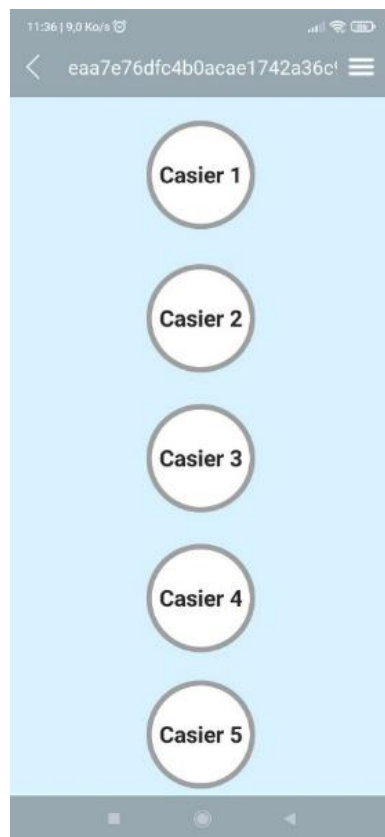 11:36 | 9,0 Ko/s
eaa7e76dfc4b0acae1742a36c
Casier 1
Casier 2
Casier 3
Casier 4
Casier 5